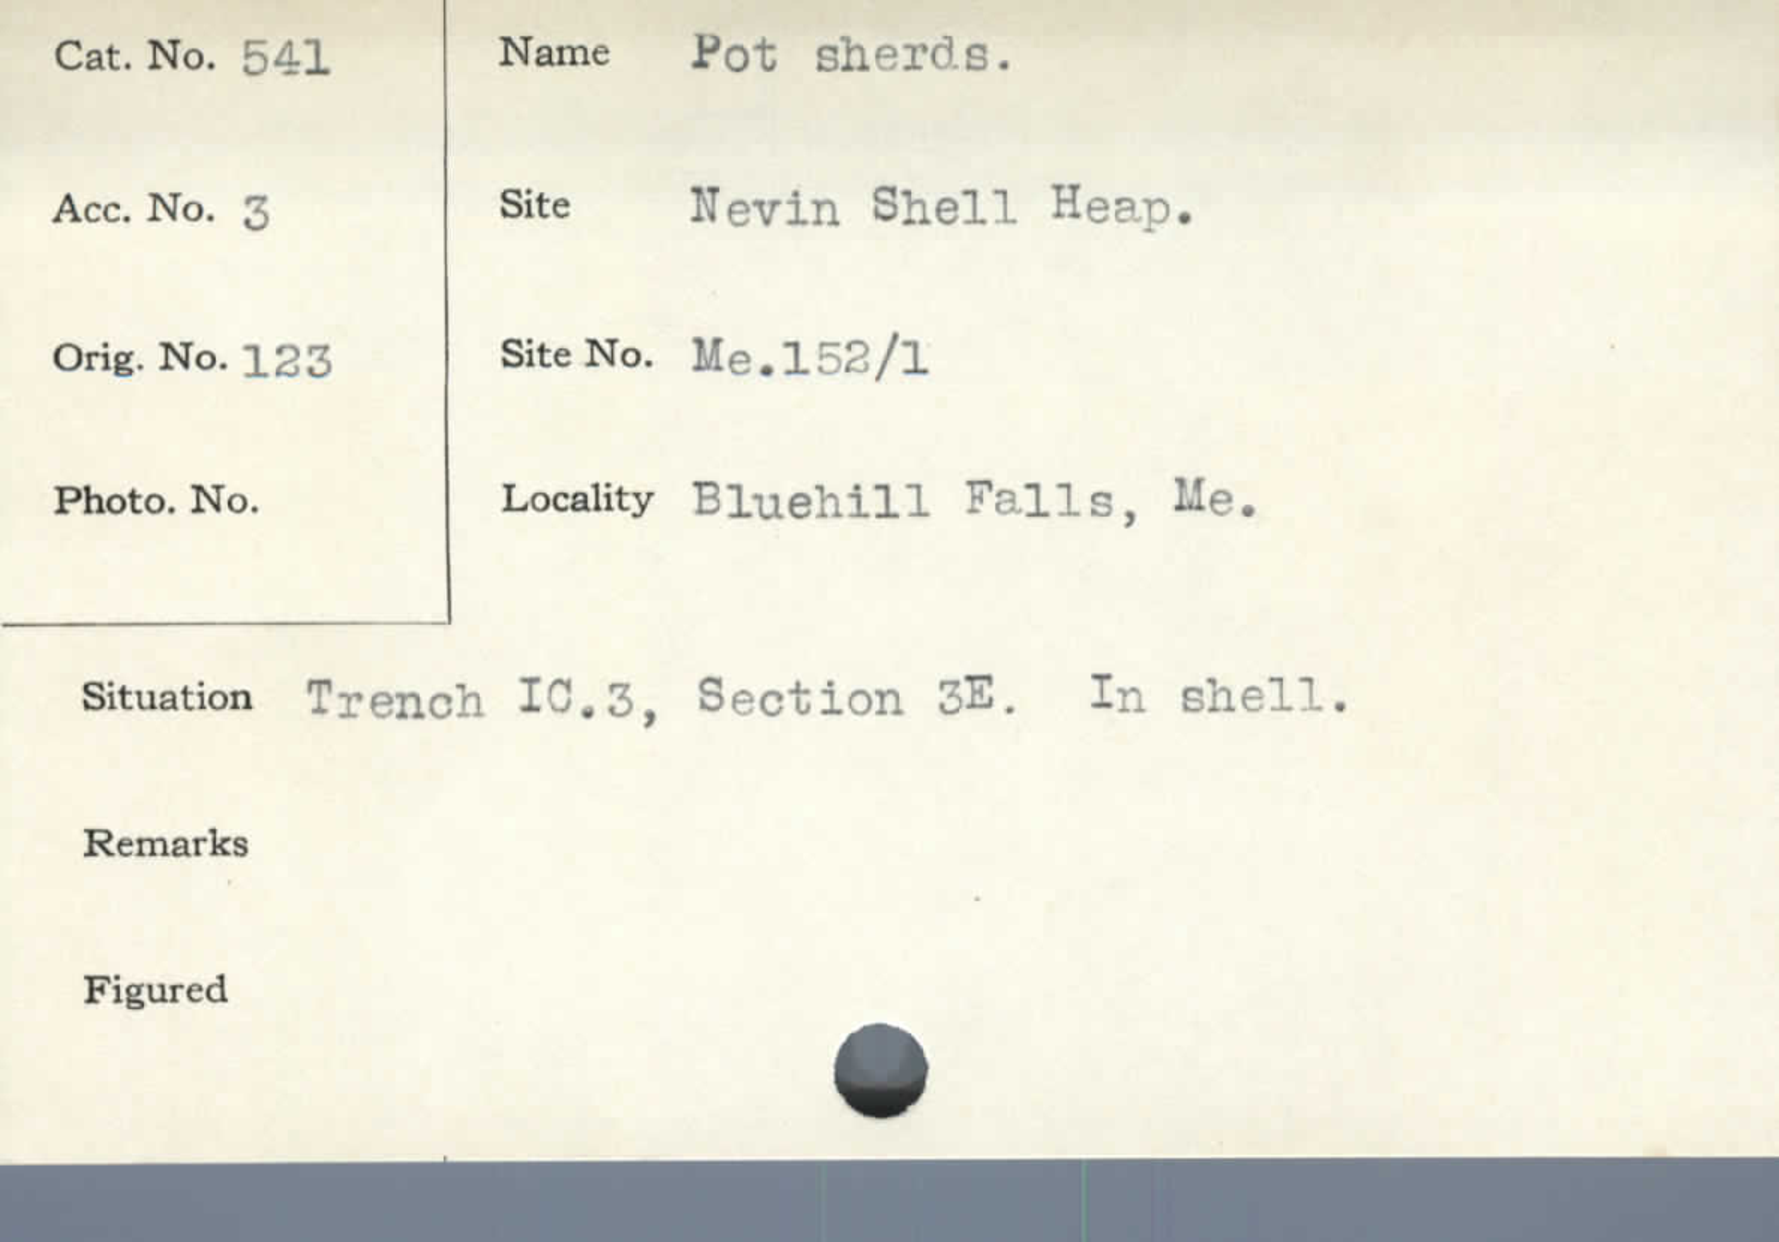 Cat. No. 541
Name Pot sherds.
Acc. No. 3
Site Nevin Shell Heap.
Orig. No. 123
Site No. Me.152/1
Photo. No.
Locality Bluehill Falls, Me.
Situation Trench IC.3, Section 3E. In shell.
Remarks
Figured